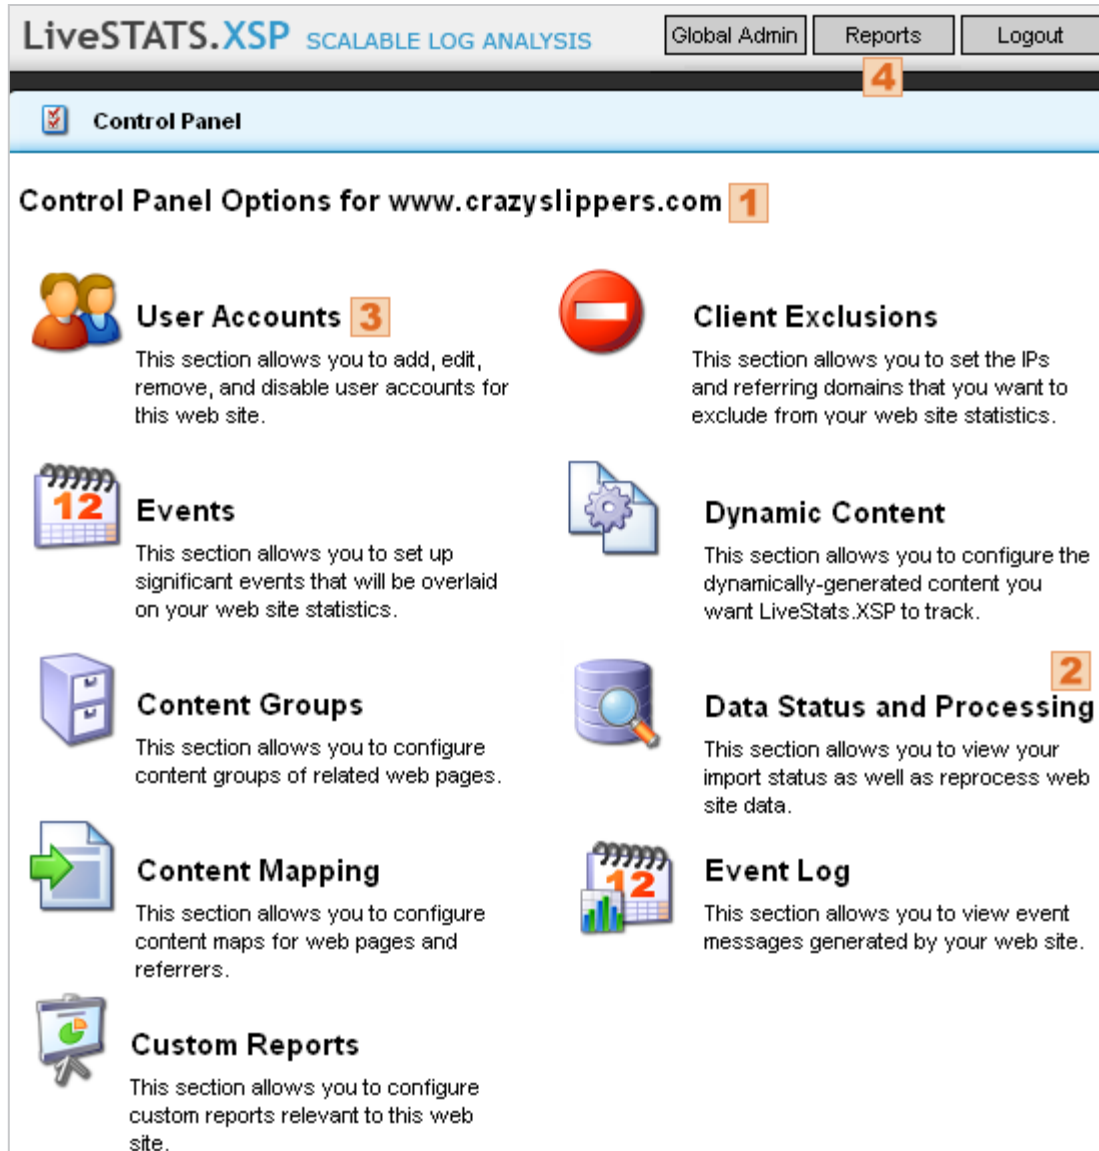 LiveSTATS.XSP SCALABLE LOG ANALYSIS Global Admin Reports Logout
4
Control Panel
Control Panel Options for www.crazyslippers.com 1
User Accounts 3
This section allows you to add, edit,
remove, and disable user accounts for
this web site.
Client Exclusions
This section allows you to set the IPs
and referring domains that you want to
exclude from your web site statistics.
12
Events
This section allows you to set up
significant events that will be overlaid
on your web site statistics.
Dynamic Content
This section allows you to configure the
dynamically-generated content you
want LiveStats.XSP to track.
Content Groups
This section allows you to configure
content groups of related web pages.
2
Data Status and Processing
This section allows you to view your
import status as well as reprocess web
site data.
Content Mapping
This section allows you to configure
content maps for web pages and
referrers.
12
Event Log
This section allows you to view event
messages generated by your web site.
Custom Reports
This section allows you to configure
custom reports relevant to this web
site.